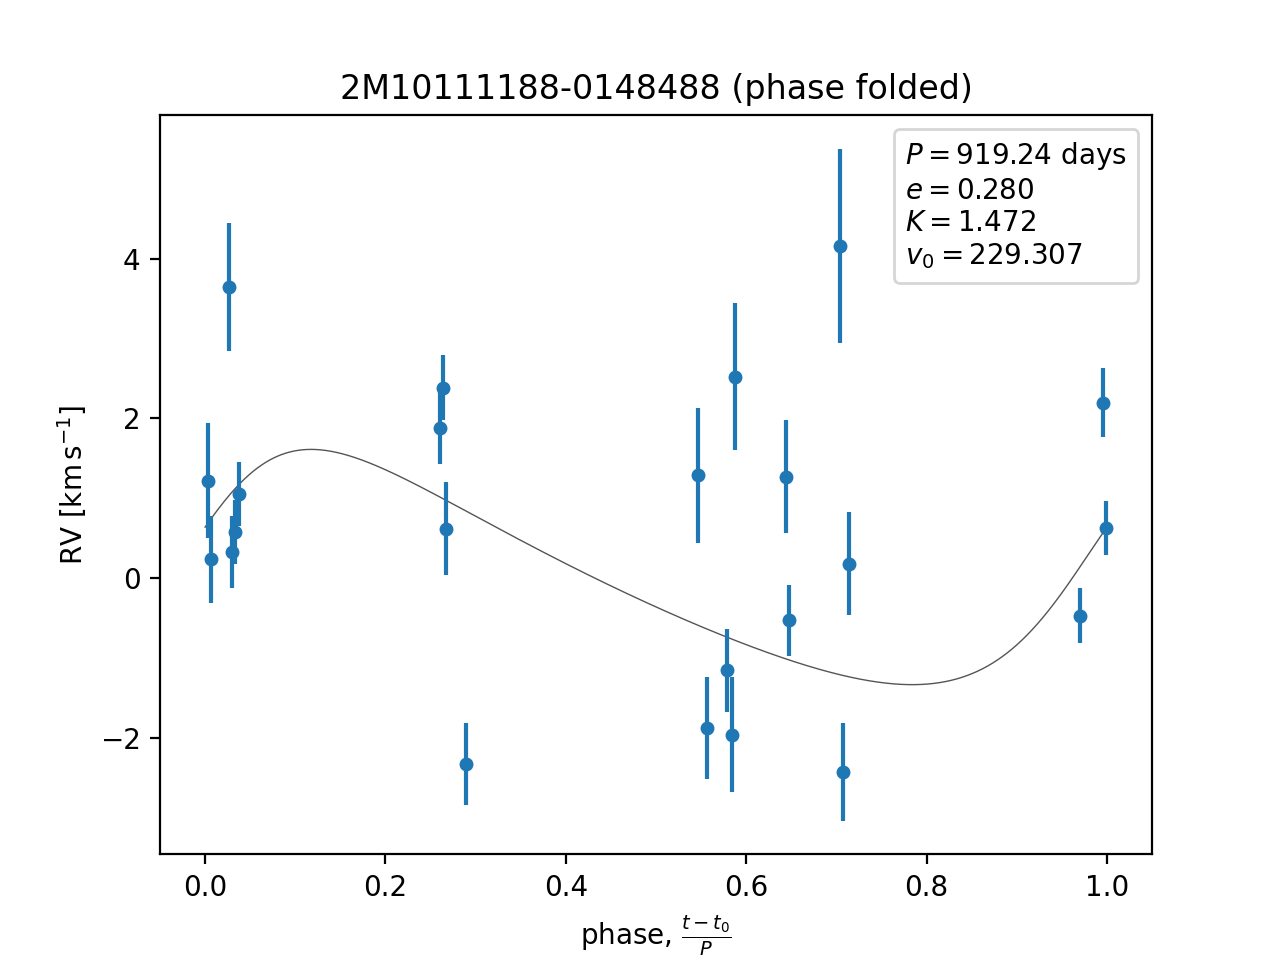 2M10111188-0148488 (phase folded)
P = 919.24 days
e = 0.280
K = 1.472
v₀ = 229.307
RV [km s⁻¹]
4
2
0
−2
0.0 0.2 0.4 0.6 0.8 1.0
phase, (t − t₀)/P